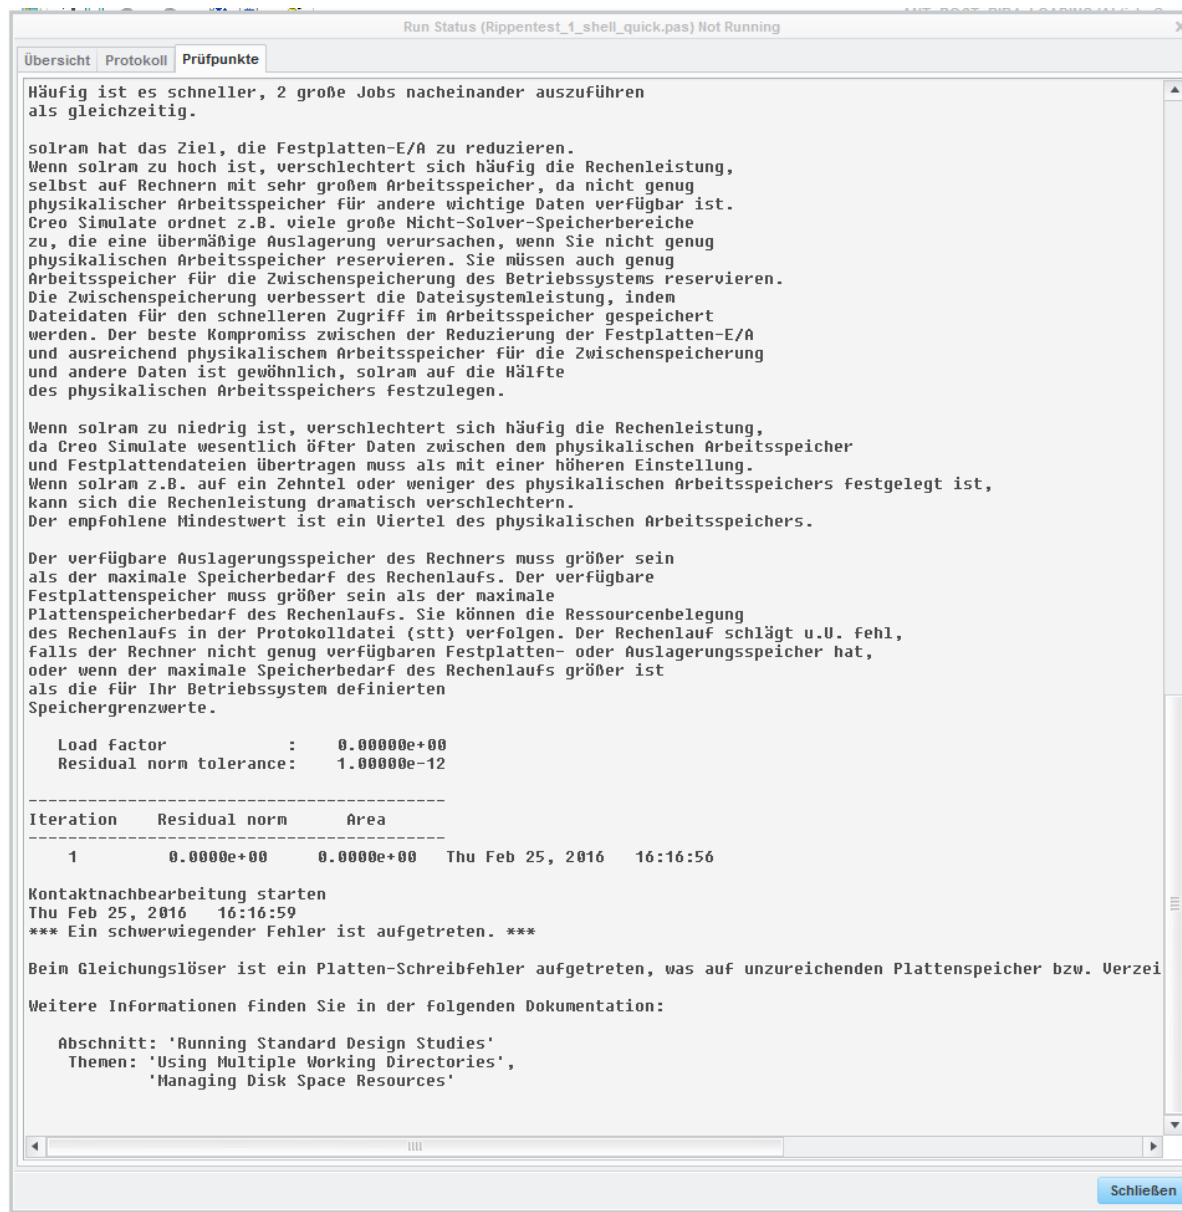 Run Status (Rippentest_1_shell_quick.pas) Not Running
Übersicht Protokoll Prüfpunkte
Häufig ist es schneller, 2 große Jobs nacheinander auszuführen
als gleichzeitig.
solram hat das Ziel, die Festplatten-E/A zu reduzieren.
Wenn solram zu hoch ist, verschlechtert sich häufig die Rechenleistung,
selbst auf Rechnern mit sehr großem Arbeitsspeicher, da nicht genug
physikalischer Arbeitsspeicher für andere wichtige Daten verfügbar ist.
Creo Simulate ordnet z.B. viele große Nicht-Solver-Speicherbereiche
zu, die eine übermäßige Auslagerung verursachen, wenn Sie nicht genug
physikalischen Arbeitsspeicher reservieren. Sie müssen auch genug
Arbeitsspeicher für die Zwischenspeicherung des Betriebssystems reservieren.
Die Zwischenspeicherung verbessert die Dateisystemleistung, indem
Dateidaten für den schnelleren Zugriff im Arbeitsspeicher gespeichert
werden. Der beste Kompromiss zwischen der Reduzierung der Festplatten-E/A
und ausreichend physikalischem Arbeitsspeicher für die Zwischenspeicherung
und andere Daten ist gewöhnlich, solram auf die Hälfte
des physikalischen Arbeitsspeichers festzulegen.
Wenn solram zu niedrig ist, verschlechtert sich häufig die Rechenleistung,
da Creo Simulate wesentlich öfter Daten zwischen dem physikalischen Arbeitsspeicher
und Festplattendateien übertragen muss als mit einer höheren Einstellung.
Wenn solram z.B. auf ein Zehntel oder weniger des physikalischen Arbeitsspeichers festgelegt ist,
kann sich die Rechenleistung dramatisch verschlechtern.
Der empfohlene Mindestwert ist ein Viertel des physikalischen Arbeitsspeichers.
Der verfügbare Auslagerungsspeicher des Rechners muss größer sein
als der maximale Speicherbedarf des Rechenlaufs. Der verfügbare
Festplattenspeicher muss größer sein als der maximale
Plattenspeicherbedarf des Rechenlaufs. Sie können die Ressourcenbelegung
des Rechenlaufs in der Protokolldatei (stt) verfolgen. Der Rechenlauf schlägt u.U. fehl,
falls der Rechner nicht genug verfügbaren Festplatten- oder Auslagerungsspeicher hat,
oder wenn der maximale Speicherbedarf des Rechenlaufs größer ist
als die für Ihr Betriebssystem definierten
Speichergrenzwerte.
Load factor : 0.00000e+00
Residual norm tolerance: 1.00000e-12
------------------------------------------
Iteration Residual norm Area
------------------------------------------
1 0.0000e+00 0.0000e+00 Thu Feb 25, 2016 16:16:56
Kontaktnachbearbeitung starten
Thu Feb 25, 2016 16:16:59
*** Ein schwerwiegender Fehler ist aufgetreten. ***
Beim Gleichungslöser ist ein Platten-Schreibfehler aufgetreten, was auf unzureichenden Plattenspeicher bzw. Verzei
Weitere Informationen finden Sie in der folgenden Dokumentation:
Abschnitt: 'Running Standard Design Studies'
Themen: 'Using Multiple Working Directories',
'Managing Disk Space Resources'
Schließen